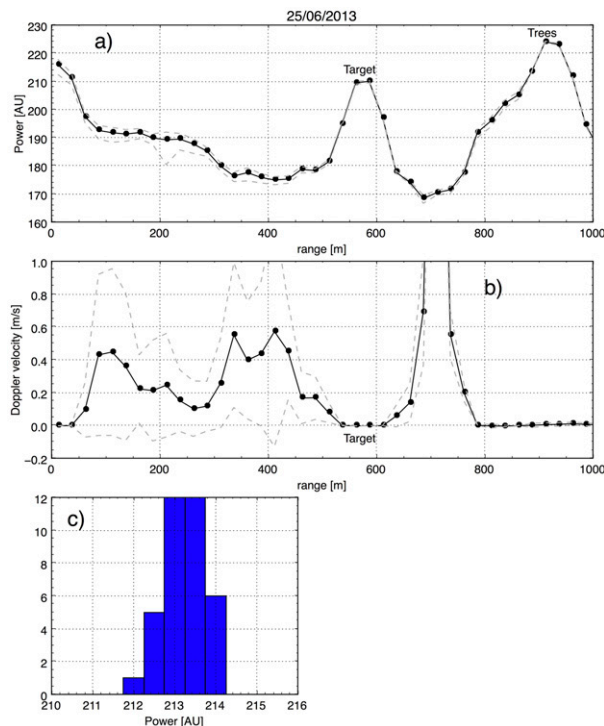 25/06/2013
a)
Target
Trees
Power [AU]
230
220
210
200
190
180
170
160
0 200 400 600 800 1000
range [m]
b)
Target
Doppler velocity [m/s]
1.0
0.8
0.6
0.4
0.2
0.0
−0.2
0 200 400 600 800 1000
range [m]
c)
12
10
8
6
4
2
0
210 211 212 213 214 215 216
Power [AU]